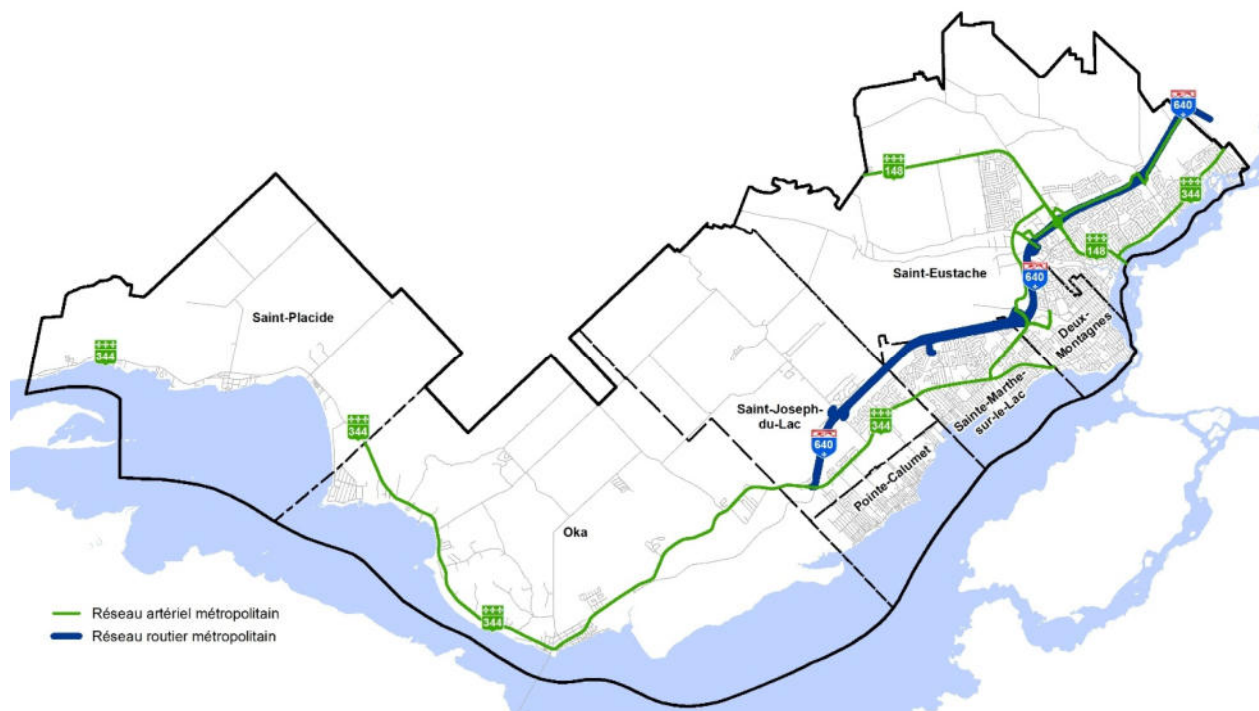 640
148
344
Saint-Eustache
148
640
Saint-Placide
Deux-
Montagnes
344
Sainte-Marthe-
sur-le-Lac
Saint-Joseph-
du-Lac
344
344
640
Pointe-Calumet
Oka
344
Réseau artériel métropolitain
Réseau routier métropolitain